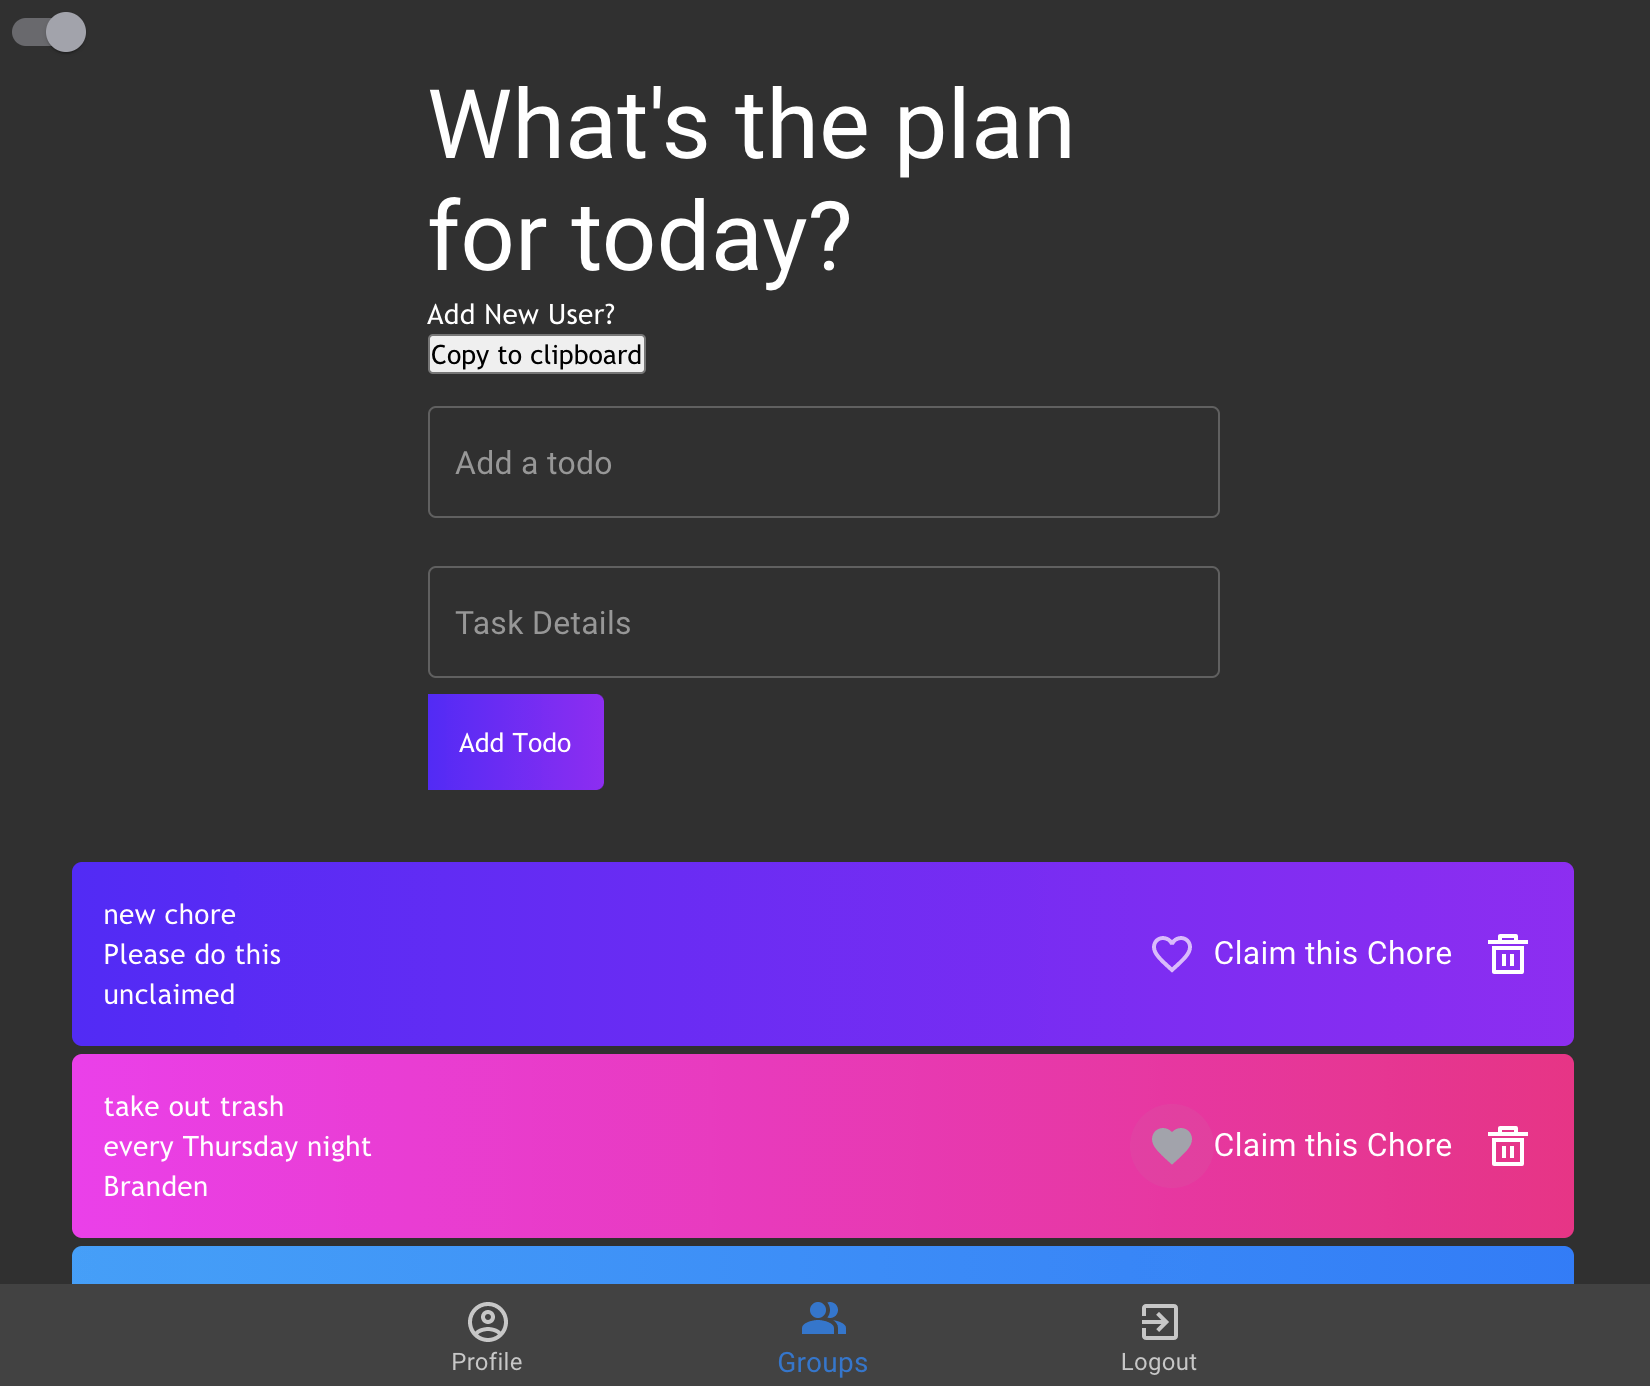 What's the plan
for today?
Add New User?
Copy to clipboard
Add a todo
Task Details
Add Todo
new chore
Please do this
unclaimed
Claim this Chore
take out trash
every Thursday night
Branden
Claim this Chore
Profile
Groups
Logout